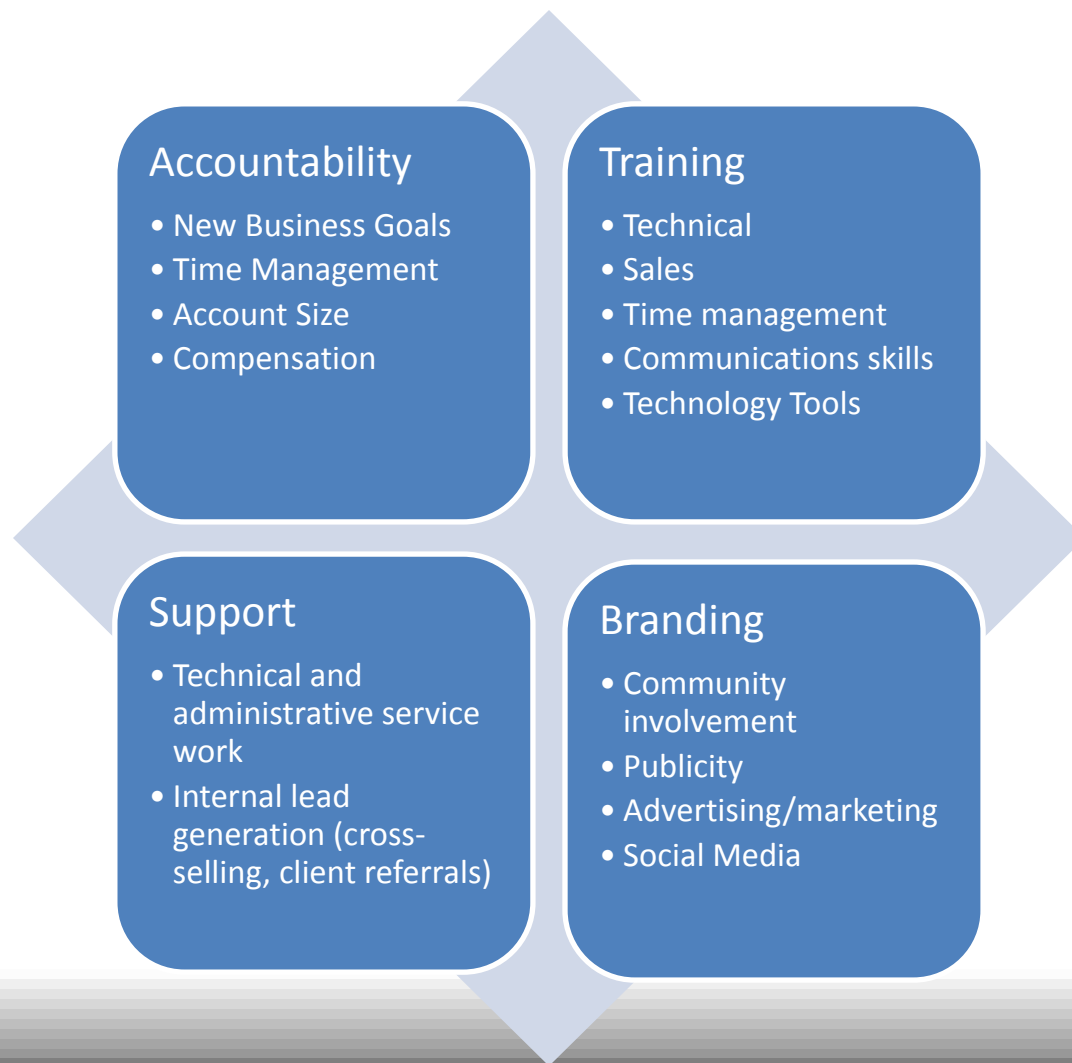 Accountability
• New Business Goals
• Time Management
• Account Size
• Compensation
Training
• Technical
• Sales
• Time management
• Communications skills
• Technology Tools
Support
• Technical and
administrative service
work
• Internal lead
generation (cross-
selling, client referrals)
Branding
• Community
involvement
• Publicity
• Advertising/marketing
• Social Media